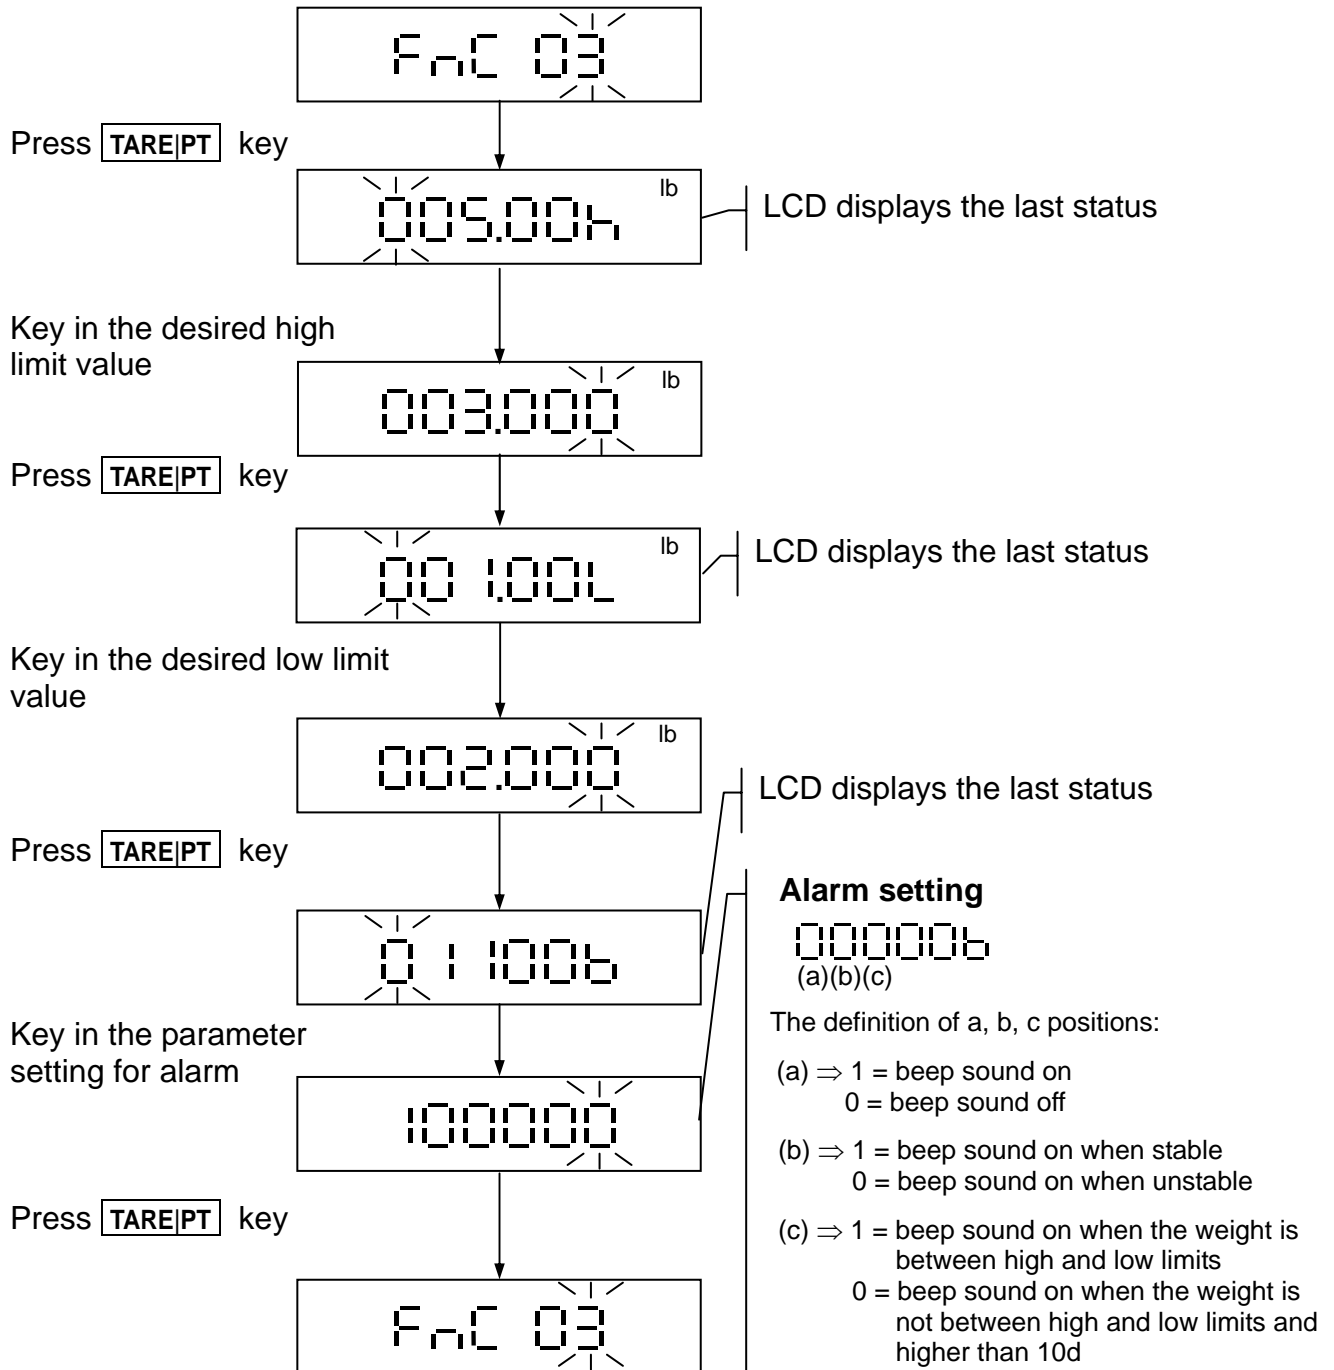 FnC 03
Press TARE|PT key
lb
005.00h
LCD displays the last status
Key in the desired high
limit value
lb
003.000
Press TARE|PT key
lb
001.00L
LCD displays the last status
Key in the desired low limit
value
lb
002.000
LCD displays the last status
Press TARE|PT key
011100b
Alarm setting
000000b
(a)(b)(c)
The definition of a, b, c positions:
Key in the parameter
setting for alarm
(a) ⇒ 1 = beep sound on
0 = beep sound off
100000
(b) ⇒ 1 = beep sound on when stable
0 = beep sound on when unstable
Press TARE|PT key
(c) ⇒ 1 = beep sound on when the weight is
between high and low limits
0 = beep sound on when the weight is
not between high and low limits and
higher than 10d
FnC 03